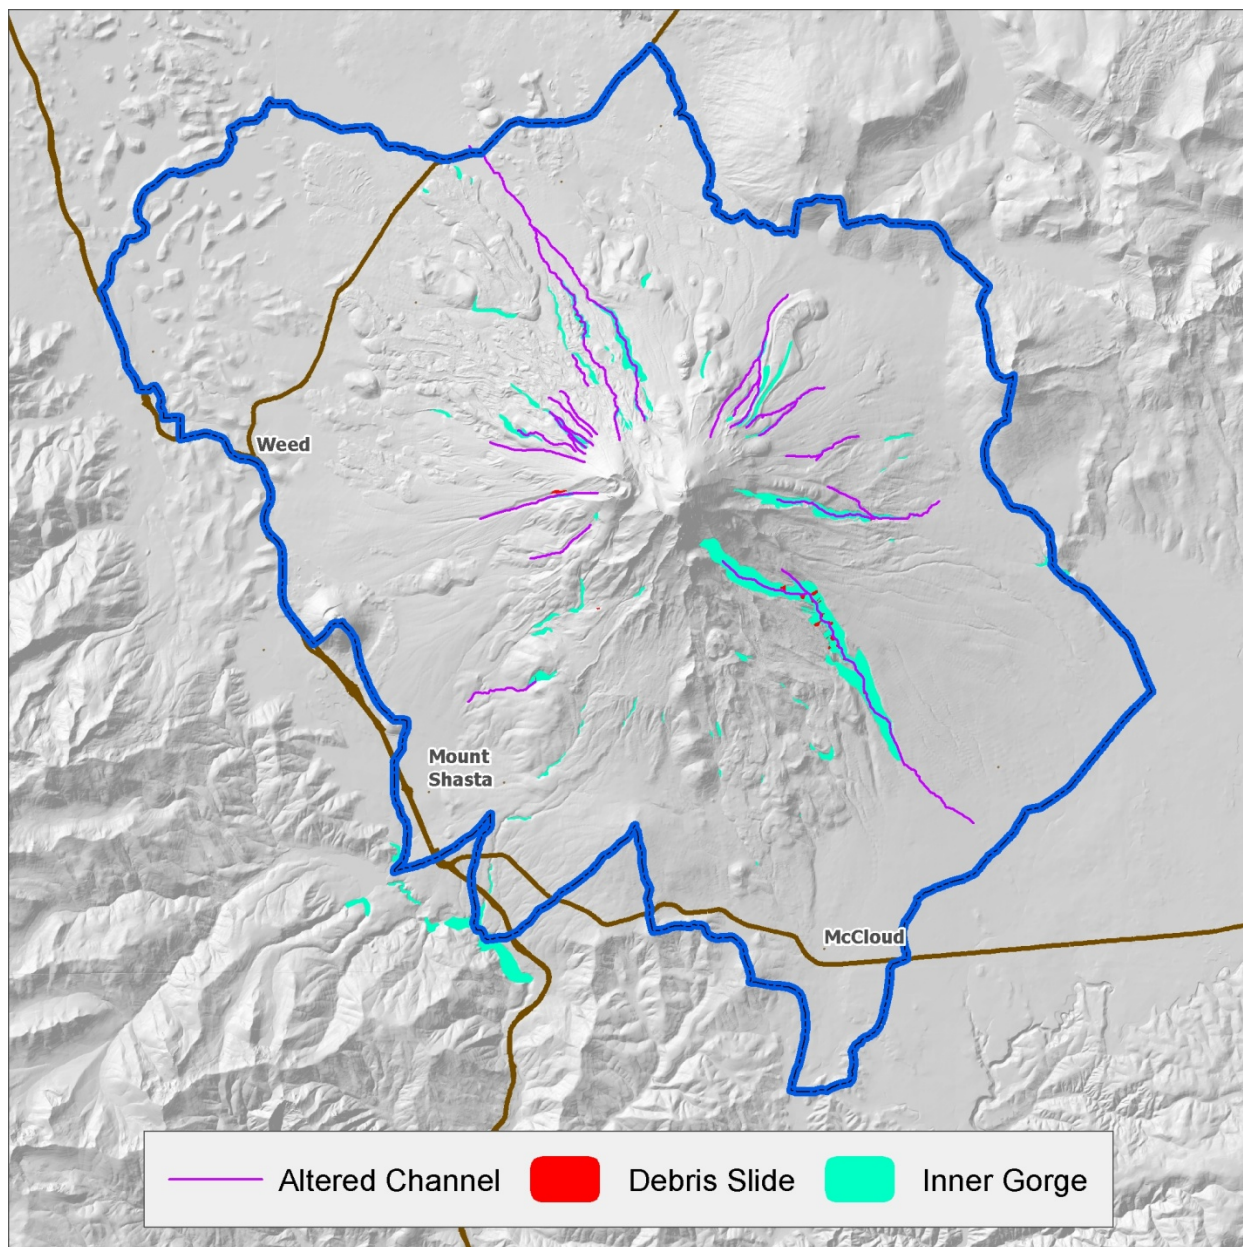 Weed
Mount
Shasta
McCloud
Altered Channel
Debris Slide
Inner Gorge